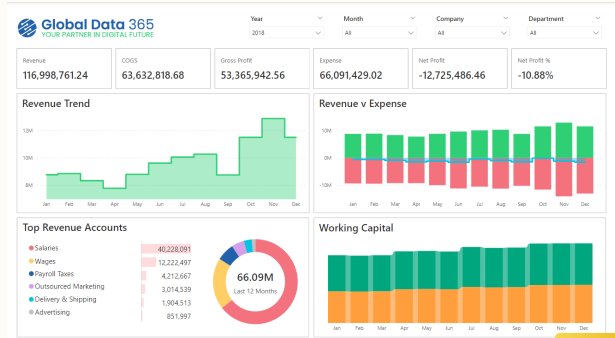 Global Data 365
YOUR PARTNER IN DIGITAL FUTURE
Year Month Company Department
2018 All All All
Revenue COGS Gross Profit Expense Net Profit Net Profit %
116,998,761.24 63,632,818.68 53,365,942.56 66,091,429.02 -12,725,486.46 -10.88%
Revenue Trend
12M
10M
8M
Jan Feb Mar Apr May Jun Jul Aug Sep Oct Nov Dec
Revenue v Expense
10M
0M
-10M
Jan Feb Mar Apr May Jun Jul Aug Sep Oct Nov Dec
Top Revenue Accounts
Salaries 40,228,091
Wages 12,222,497
Payroll Taxes 4,212,667
Outsourced Marketing 3,014,539
Delivery & Shipping 1,904,513
Advertising 851,997
66.09M
Last 12 Months
Working Capital
Jan Feb Mar Apr May Jun Jul Aug Sep Oct Nov Dec